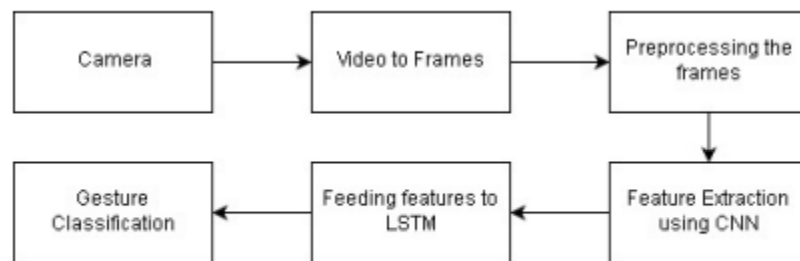 Camera
Video to Frames
Preprocessing the
frames
Gesture
Classification
Feeding features to
LSTM
Feature Extraction
using CNN